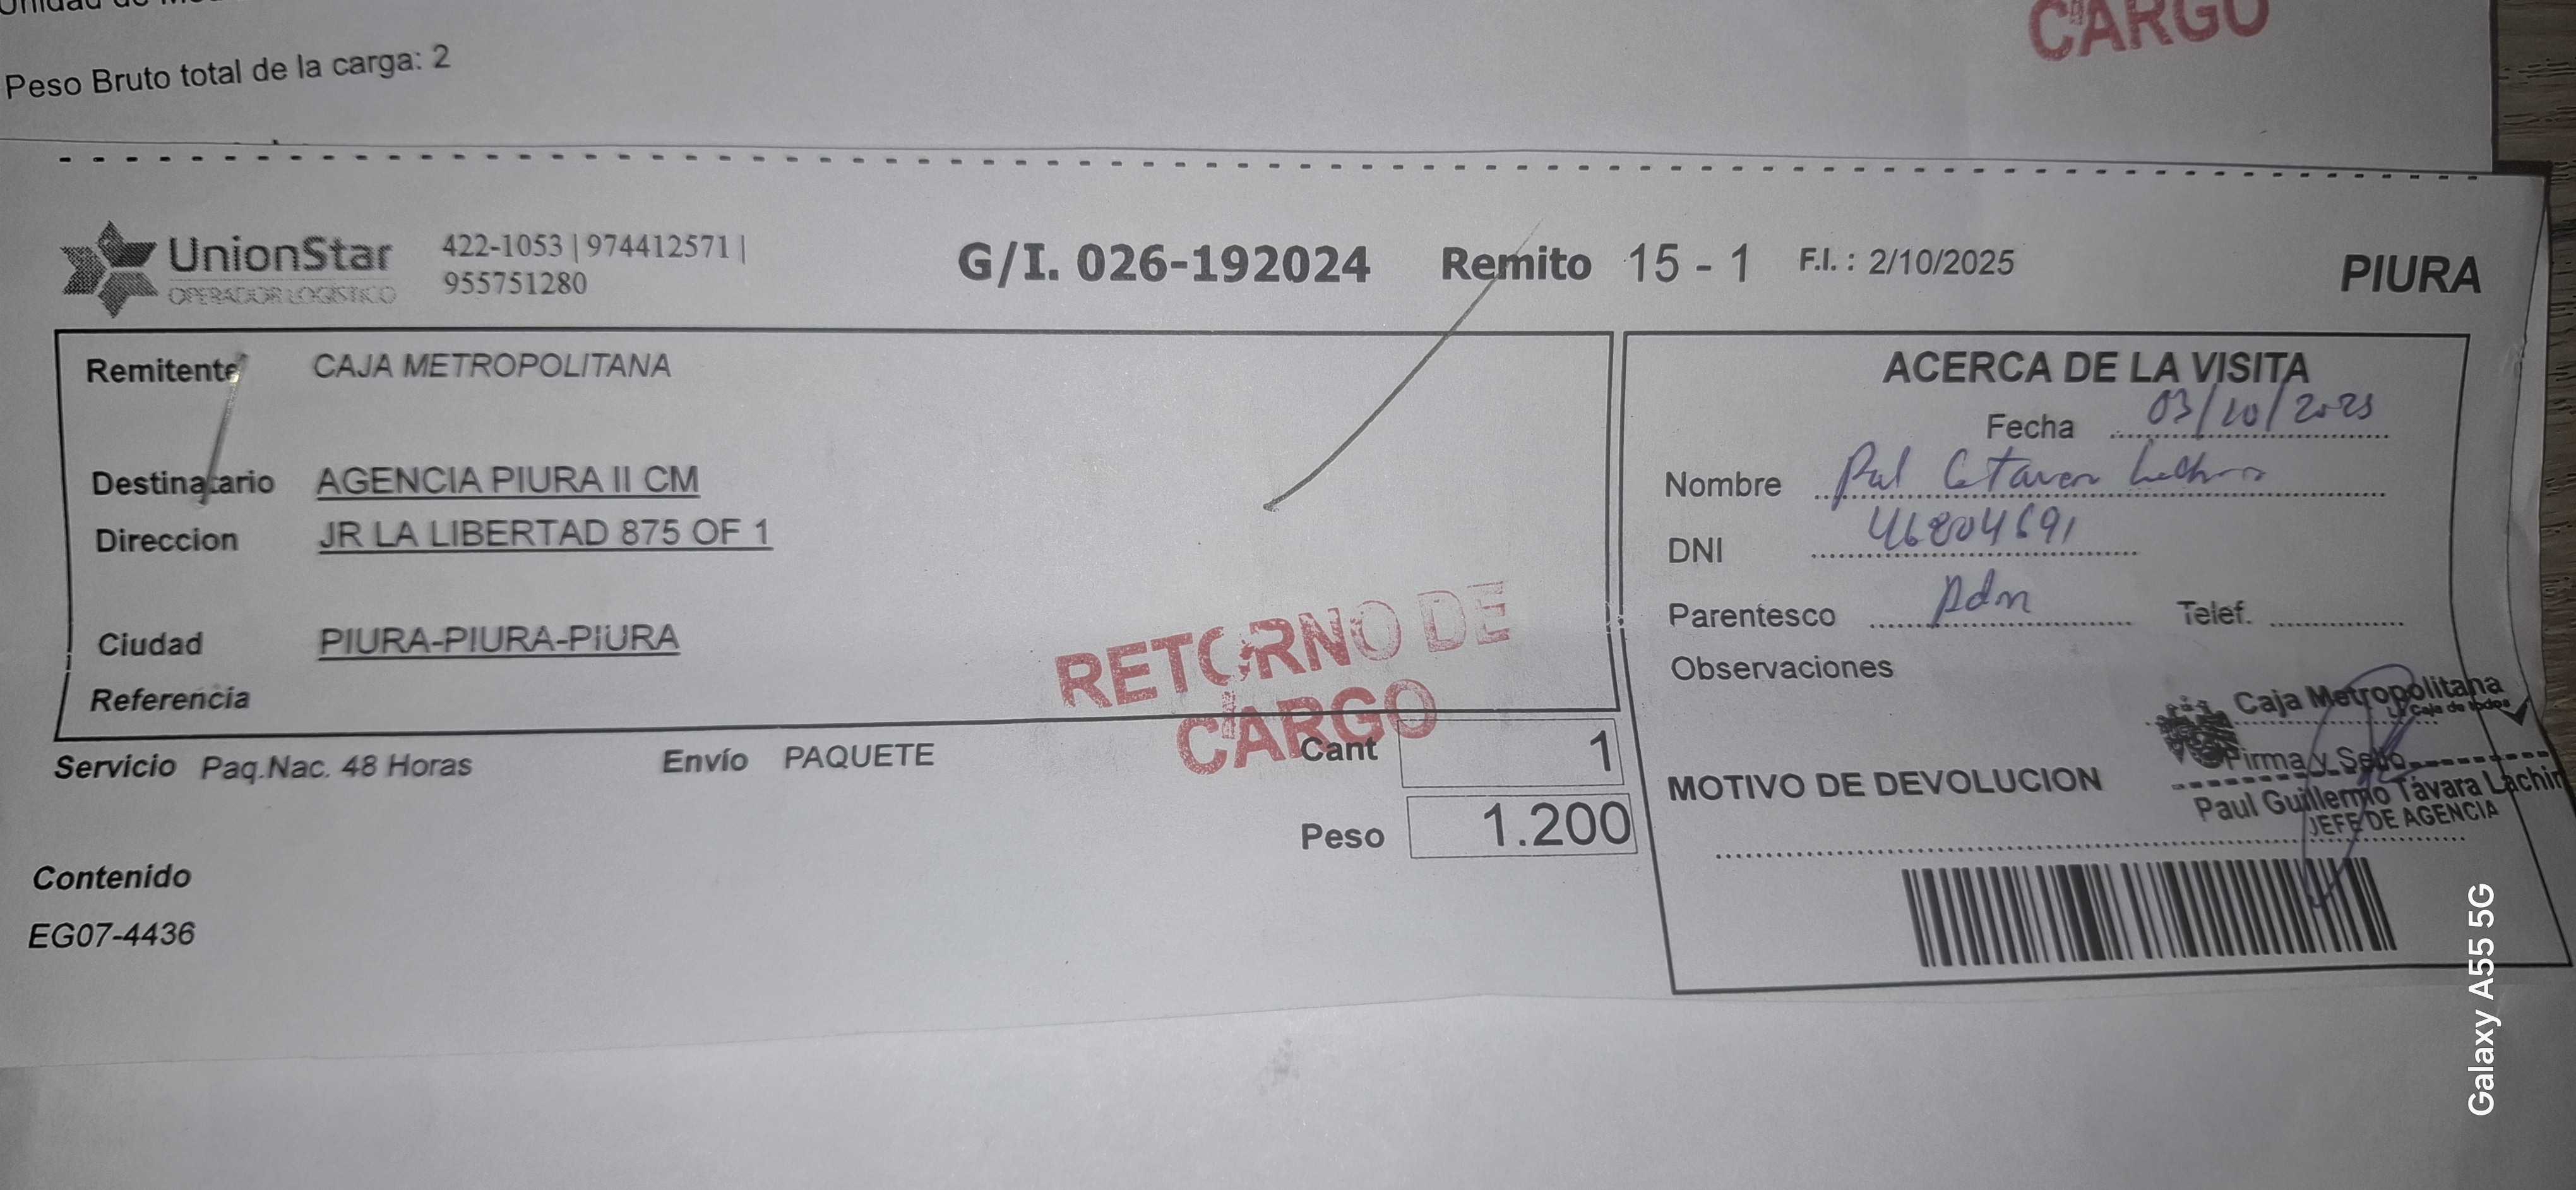 Peso Bruto total de la carga: 2
CARGO
UnionStar
OPERADOR LOGISTICO
422-1053 | 974412571 |
955751280
G/I. 026-192024 Remito 15 - 1 F.I. : 2/10/2025
PIURA
Remitente CAJA METROPOLITANA
Destinatario AGENCIA PIURA II CM
Direccion JR LA LIBERTAD 875 OF 1
Ciudad PIURA-PIURA-PIURA
Referencia
RETORNO DE
CARGO
Servicio Paq.Nac. 48 Horas Envío PAQUETE Cant 1
Peso 1.200
Contenido
EG07-4436
ACERCA DE LA VISITA
Fecha 03/10/2025
Nombre
DNI 46804691
Parentesco Adm Telef.
Observaciones
Caja Metropolitana
Caja de todos
Firma y Sello
MOTIVO DE DEVOLUCION
Paul Guillermo Távara Lachir
JEFE DE AGENCIA
Galaxy A55 5G